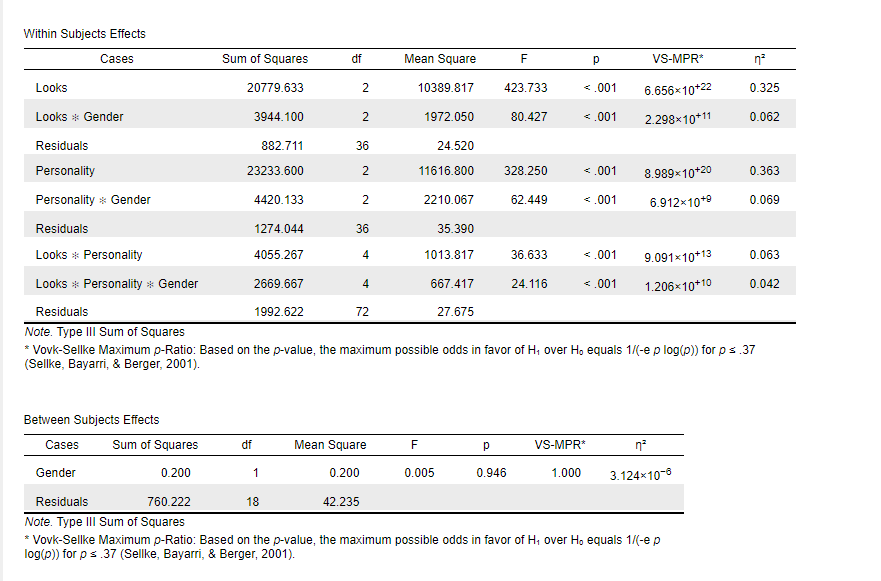 Within Subjects Effects
Cases Sum of Squares df Mean Square F p VS-MPR* η²
Looks 20779.633 2 10389.817 423.733 < .001 6.656×10⁺²² 0.325
Looks ✻ Gender 3944.100 2 1972.050 80.427 < .001 2.298×10⁺¹¹ 0.062
Residuals 882.711 36 24.520
Personality 23233.600 2 11616.800 328.250 < .001 8.989×10⁺²⁰ 0.363
Personality ✻ Gender 4420.133 2 2210.067 62.449 < .001 6.912×10⁺⁹ 0.069
Residuals 1274.044 36 35.390
Looks ✻ Personality 4055.267 4 1013.817 36.633 < .001 9.091×10⁺¹³ 0.063
Looks ✻ Personality ✻ Gender 2669.667 4 667.417 24.116 < .001 1.206×10⁺¹⁰ 0.042
Residuals 1992.622 72 27.675
Note. Type III Sum of Squares
* Vovk-Sellke Maximum p-Ratio: Based on the p-value, the maximum possible odds in favor of H₁ over H₀ equals 1/(-e p log(p)) for p ≤ .37
(Sellke, Bayarri, & Berger, 2001).
Between Subjects Effects
Cases Sum of Squares df Mean Square F p VS-MPR* η²
Gender 0.200 1 0.200 0.005 0.946 1.000 3.124×10⁻⁶
Residuals 760.222 18 42.235
Note. Type III Sum of Squares
* Vovk-Sellke Maximum p-Ratio: Based on the p-value, the maximum possible odds in favor of H₁ over H₀ equals 1/(-e p
log(p)) for p ≤ .37 (Sellke, Bayarri, & Berger, 2001).